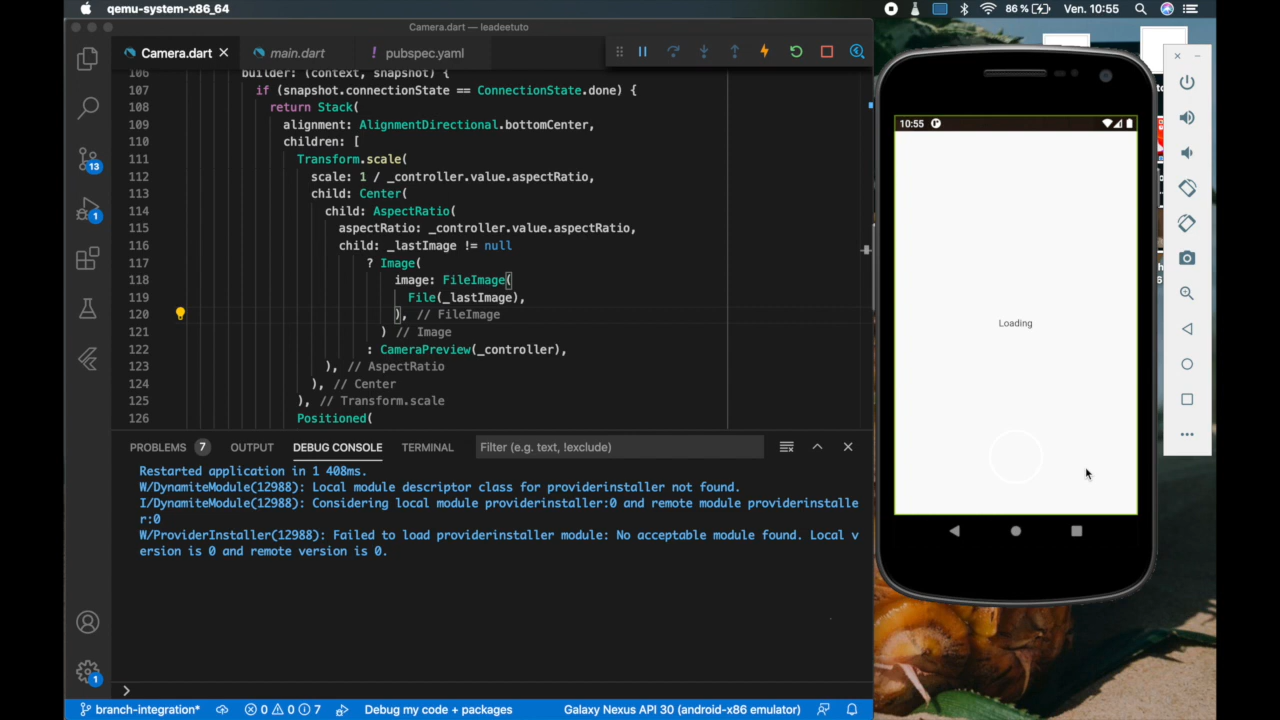 qemu-system-x86_64
86 %
Ven. 10:55
Camera.dart — leadeetuto
Camera.dart
main.dart
! pubspec.yaml
106 builder: (context, snapshot) {
107 if (snapshot.connectionState == ConnectionState.done) {
108 return Stack(
109 alignment: AlignmentDirectional.bottomCenter,
110 children: [
111 Transform.scale(
112 scale: 1 / _controller.value.aspectRatio,
113 child: Center(
114 child: AspectRatio(
115 aspectRatio: _controller.value.aspectRatio,
116 child: _lastImage != null
117 ? Image(
118 image: FileImage(
119 File(_lastImage),
120 ), // FileImage
121 ) // Image
122 : CameraPreview(_controller),
123 ), // AspectRatio
124 ), // Center
125 ), // Transform.scale
126 Positioned(
13
1
1
PROBLEMS 7 OUTPUT DEBUG CONSOLE TERMINAL
Filter (e.g. text, !exclude)
Restarted application in 1 408ms.
W/DynamiteModule(12988): Local module descriptor class for providerinstaller not found.
I/DynamiteModule(12988): Considering local module providerinstaller:0 and remote module providerinstalle
r:0
W/ProviderInstaller(12988): Failed to load providerinstaller module: No acceptable module found. Local v
ersion is 0 and remote version is 0.
branch-integration*
0 0 7
Debug my code + packages
Galaxy Nexus API 30 (android-x86 emulator)
10:55
Loading